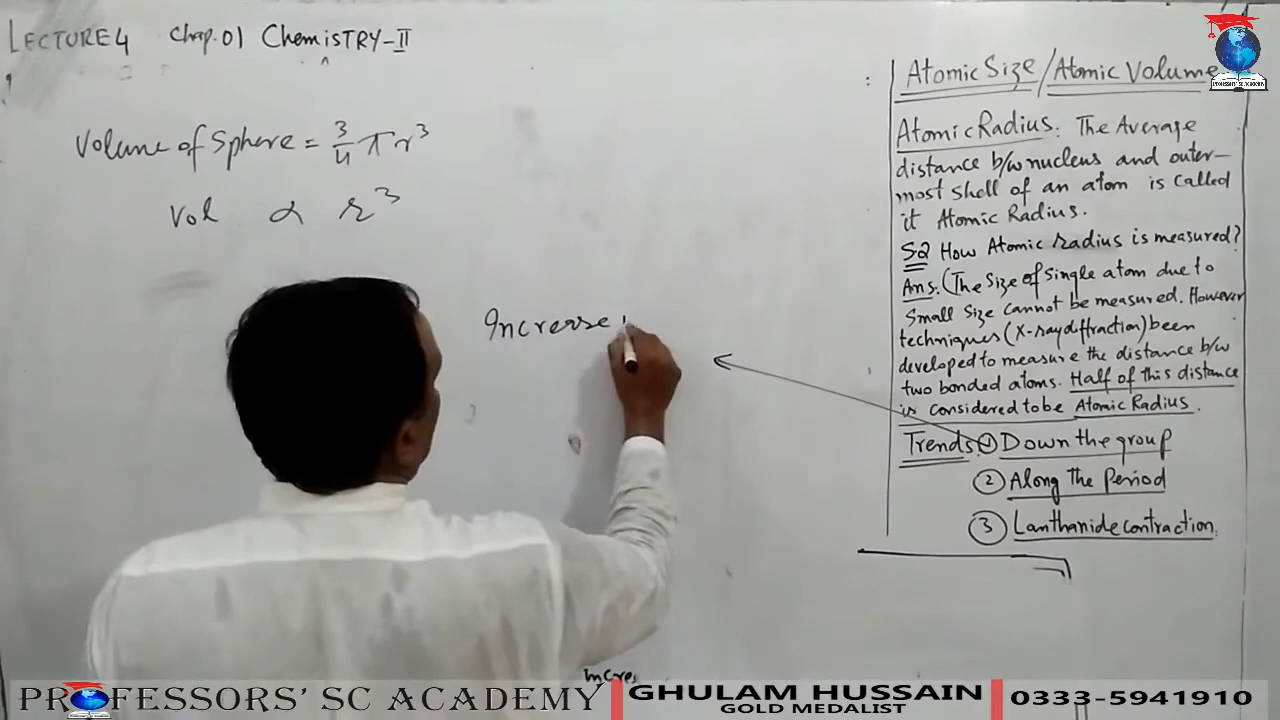 LECTURE 4 Chap.01 ChemisTRY-II
Volume of Sphere = 3/4 π r³
Vol ∝ r³
Increase
Atomic Size/Atomic Volume
Atomic Radius: The Average
distance b/w nucleus and outer-
most shell of an atom is called
it Atomic Radius.
SQ How Atomic radius is measured?
Ans. (The Size of Single atom due to
Small Size cannot be measured. However
techniques (X-ray diffraction) been
developed to measure the distance b/w
two bonded atoms. Half of this distance
is considered to be Atomic Radius.
Trends ① Down the group
② Along The Period
③ Lanthanide contraction.
PROFESSORS' SC ACADEMY
Incre
PROFESSORS' SC ACADEMY
GHULAM HUSSAIN
GOLD MEDALIST
0333-5941910